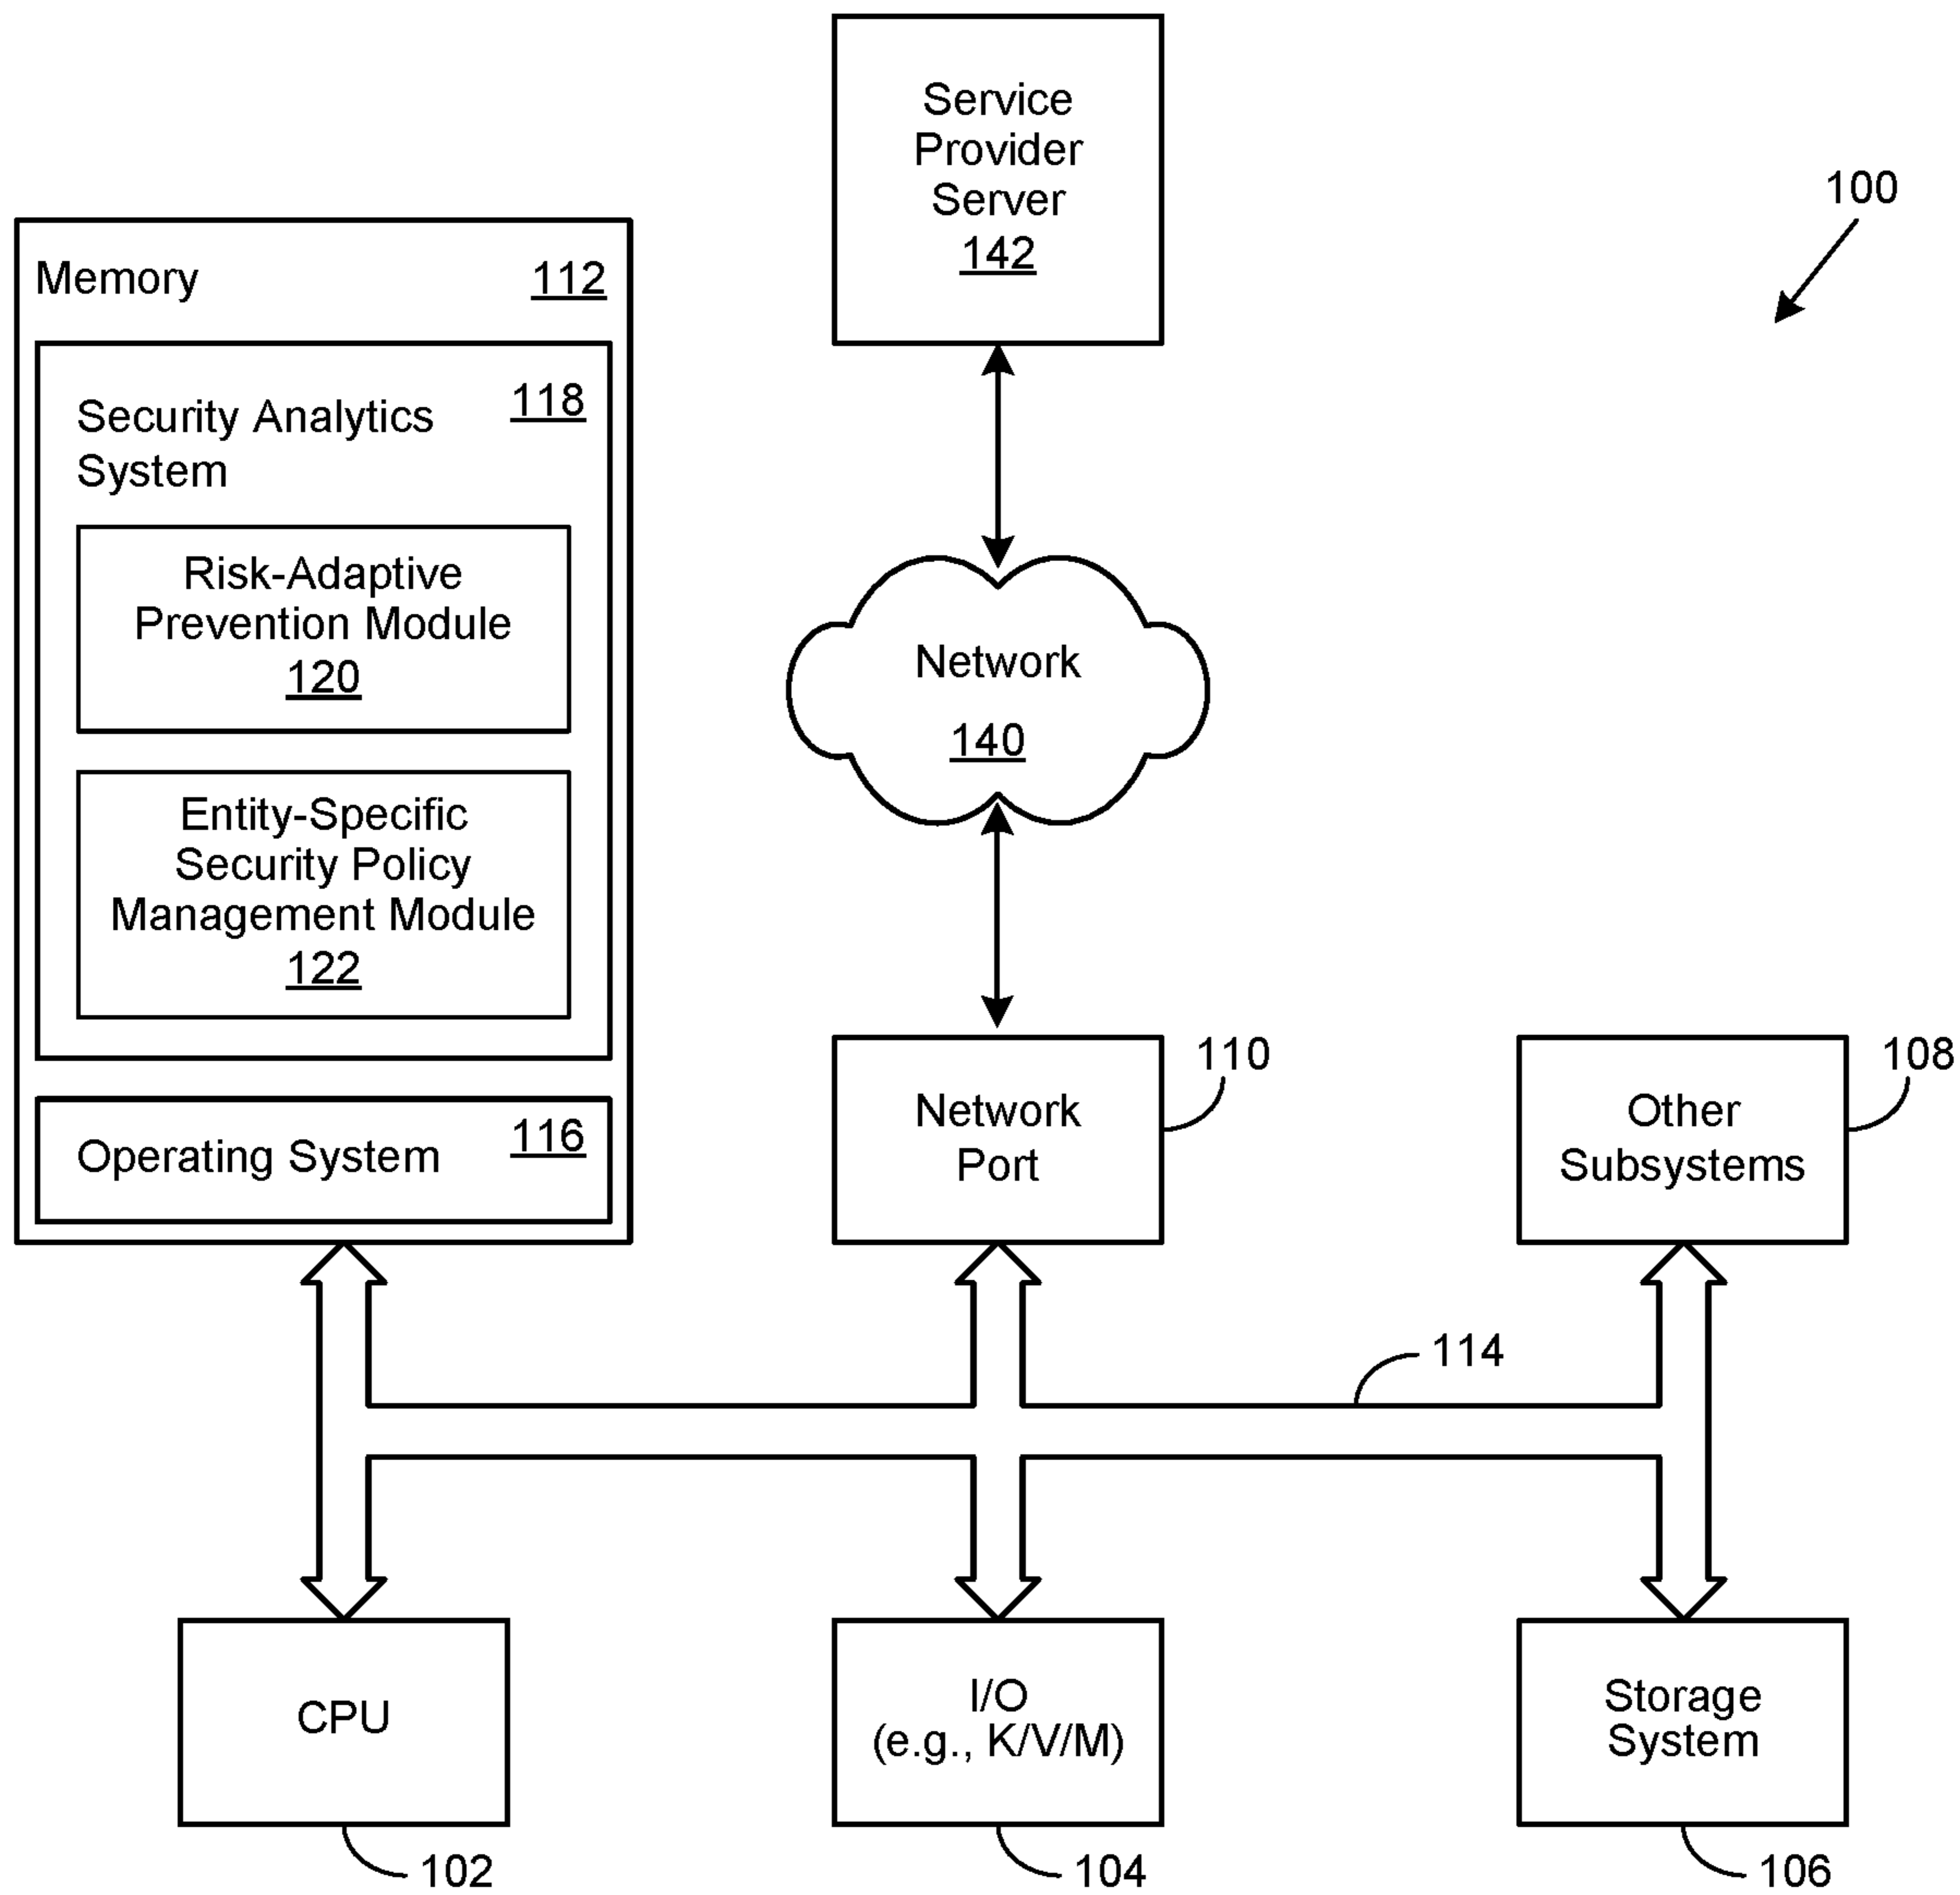 Service
Provider
Server
142
100
Memory 112
Security Analytics 118
System
Risk-Adaptive
Prevention Module
120
Entity-Specific
Security Policy
Management Module
122
Operating System 116
Network
140
Network
Port
110
Other
Subsystems
108
114
CPU
102
I/O
(e.g., K/V/M)
104
Storage
System
106